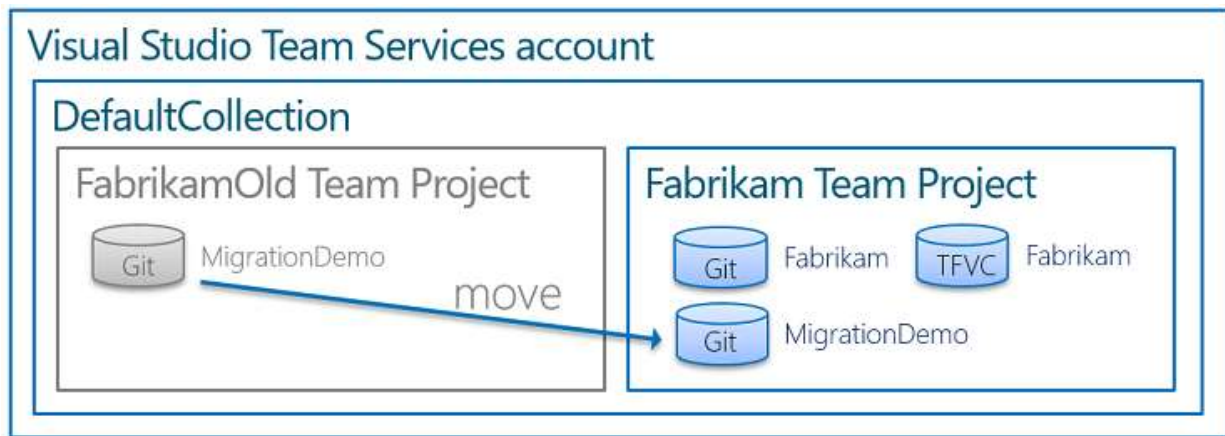 Visual Studio Team Services account
DefaultCollection
FabrikamOld Team Project
Git
MigrationDemo
move
Fabrikam Team Project
Git
Fabrikam
TFVC
Fabrikam
Git
MigrationDemo